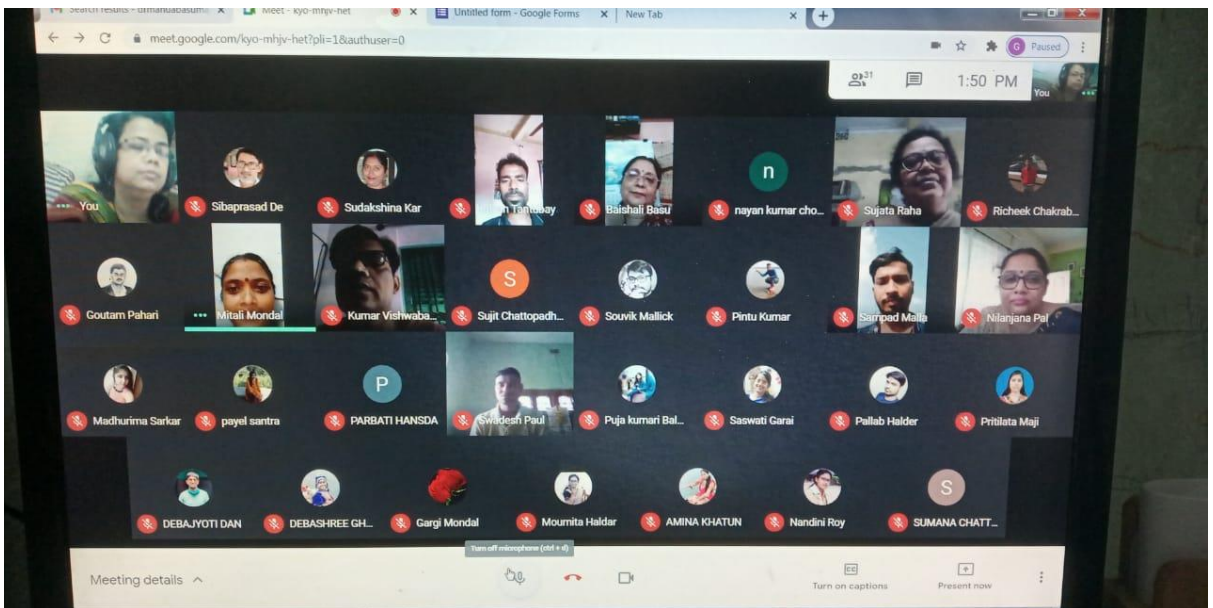 Search results - drmandabasum
Meet - kyo-mhjv-het
Untitled form - Google Forms
New Tab
meet.google.com/kyo-mhjv-het?pli=1&authuser=0
G Paused
31
1:50 PM
You
You
Sibaprasad De
Sudakshina Kar
n Tantubay
Baishali Basu
n
nayan kumar cho...
Sujata Raha
Richeek Chakrab...
Goutam Pahari
Mitali Mondal
Kumar Vishwaba...
S
Sujit Chattopadh...
Souvik Mallick
Pintu Kumar
Sampad Malla
Nilanjana Pal
Madhurima Sarkar
payel santra
P
PARBATI HANSDA
Swadesh Paul
Puja kumari Bal...
Saswati Garai
Pallab Halder
Pritilata Maji
DEBAJYOTI DAN
DEBASHREE GH...
Gargi Mondal
Moumita Haldar
AMINA KHATUN
Nandini Roy
S
SUMANA CHATT...
Turn off microphone (ctrl + d)
Meeting details
CC
Turn on captions
Present now